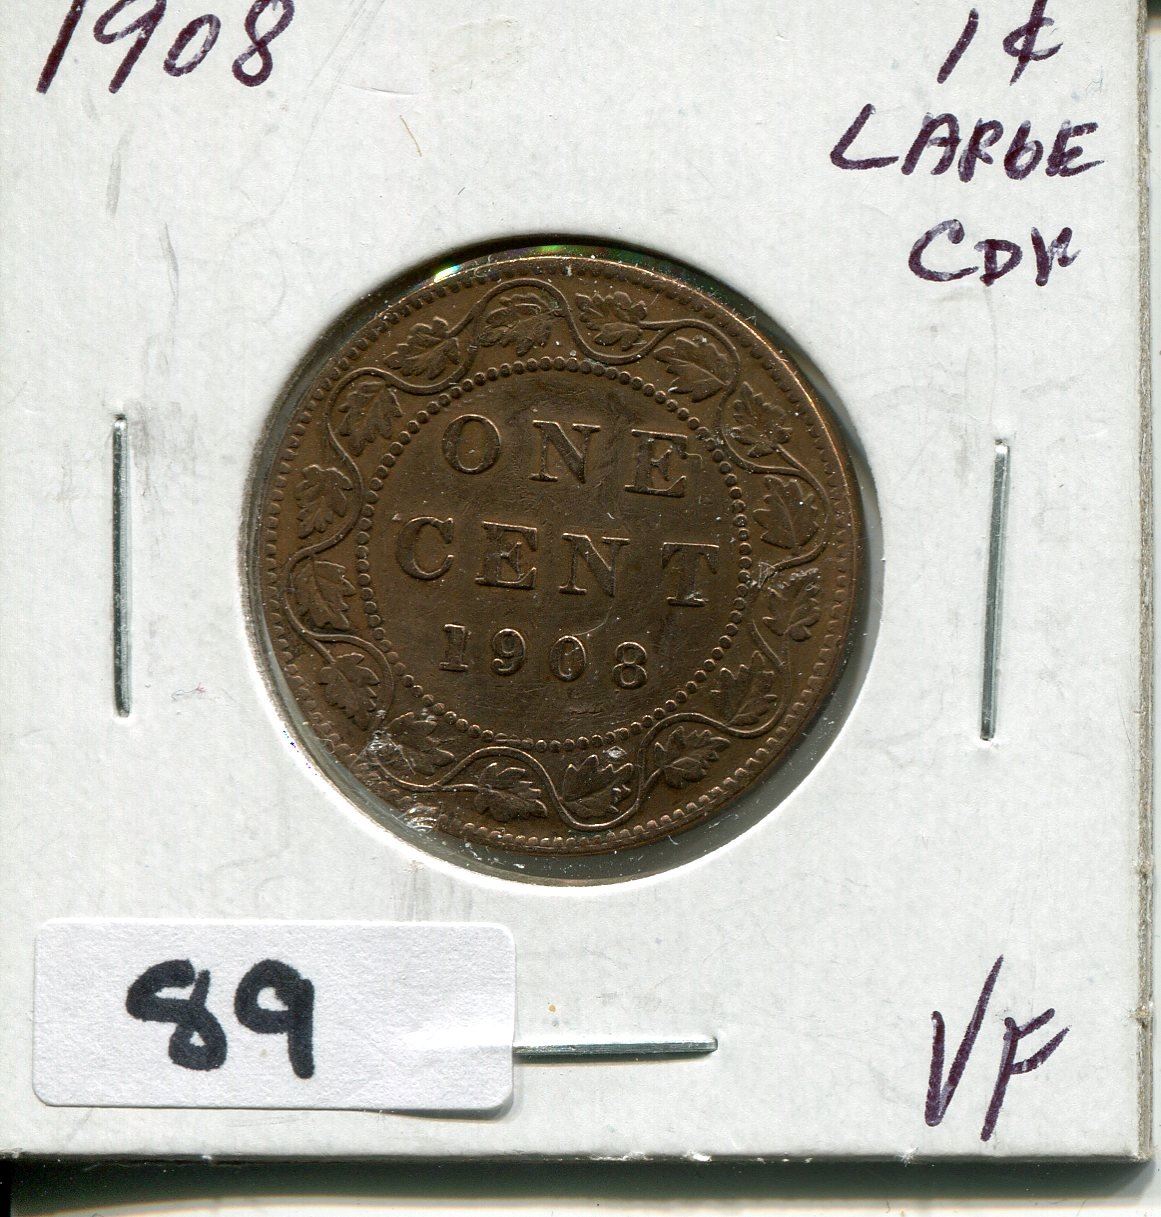 1908
1¢
LARGE
CDN
ONE
CENT
1908
89
VF